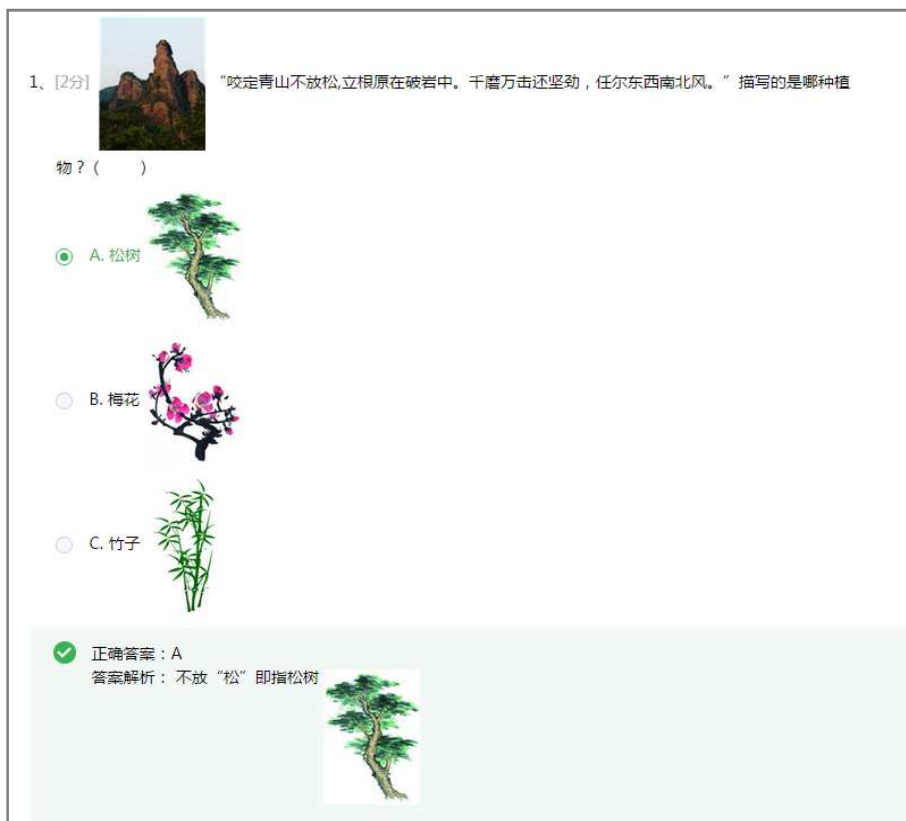 1、[2分] “咬定青山不放松,立根原在破岩中。千磨万击还坚劲，任尔东西南北风。”描写的是哪种植
物？( )
A. 松树
B. 梅花
C. 竹子
正确答案：A
答案解析： 不放“松”即指松树